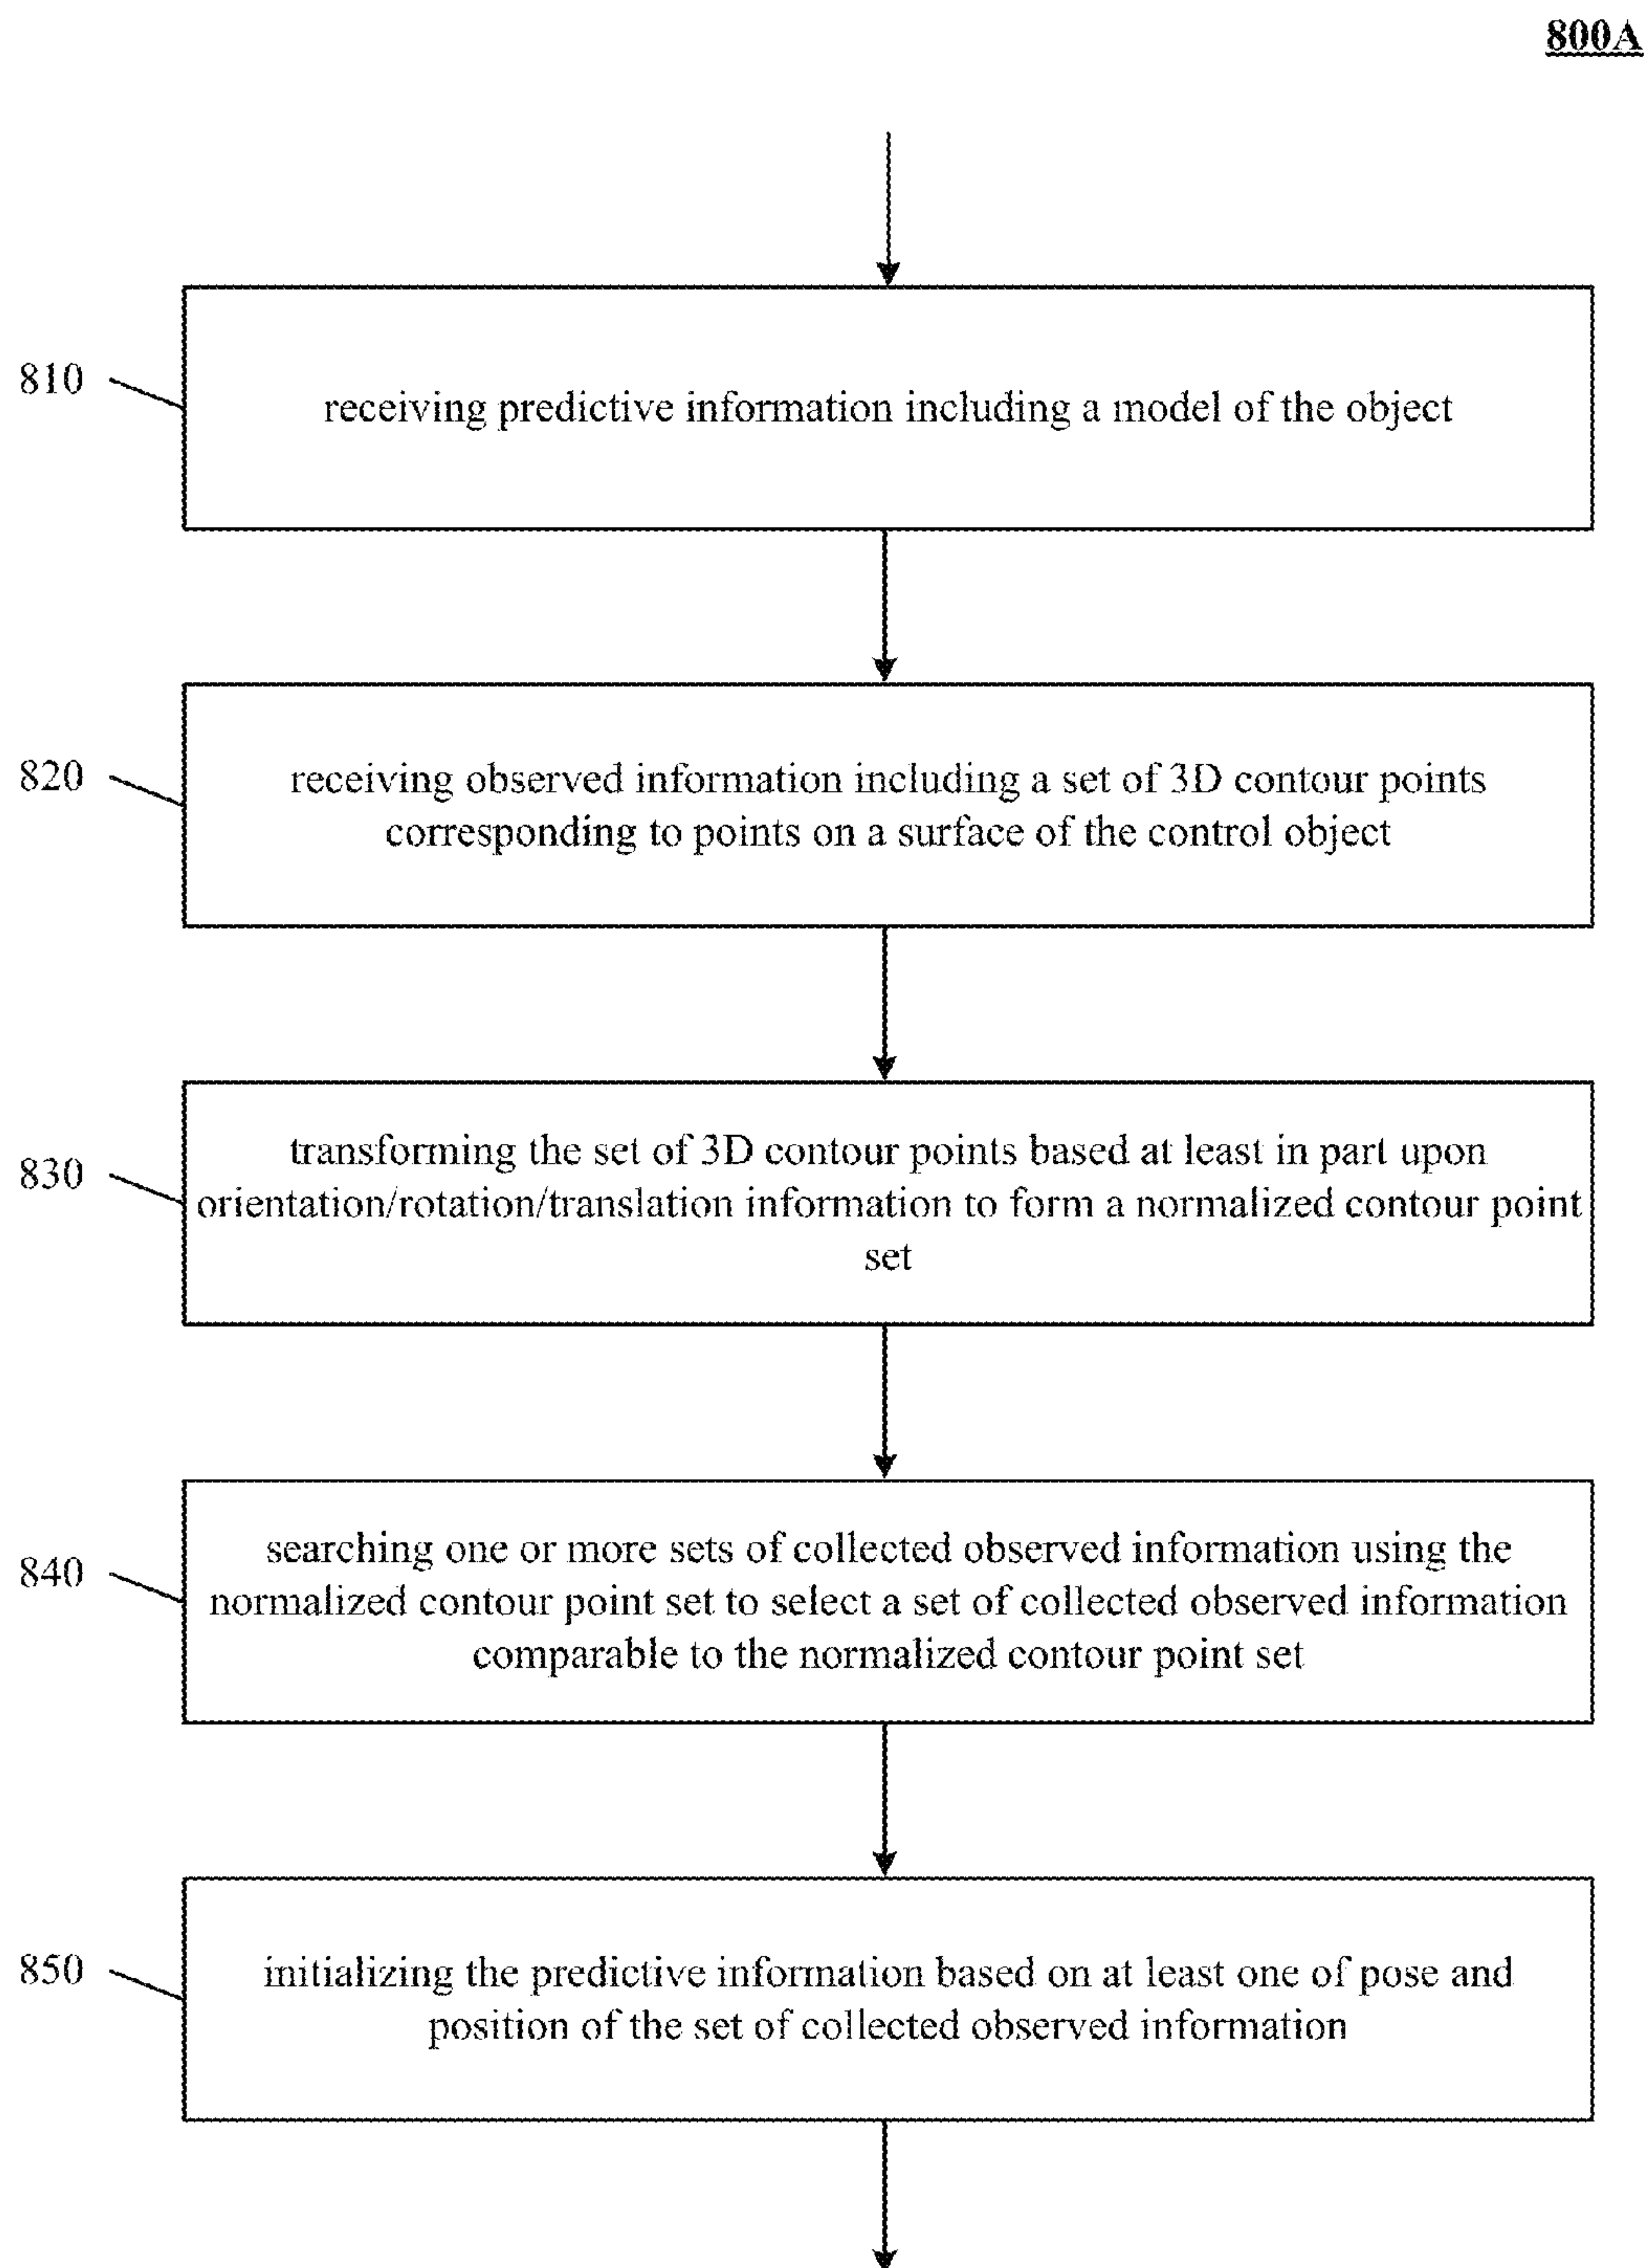 800A
810
receiving predictive information including a model of the object
820
receiving observed information including a set of 3D contour points
corresponding to points on a surface of the control object
830
transforming the set of 3D contour points based at least in part upon
orientation/rotation/translation information to form a normalized contour point
set
840
searching one or more sets of collected observed information using the
normalized contour point set to select a set of collected observed information
comparable to the normalized contour point set
850
initializing the predictive information based on at least one of pose and
position of the set of collected observed information